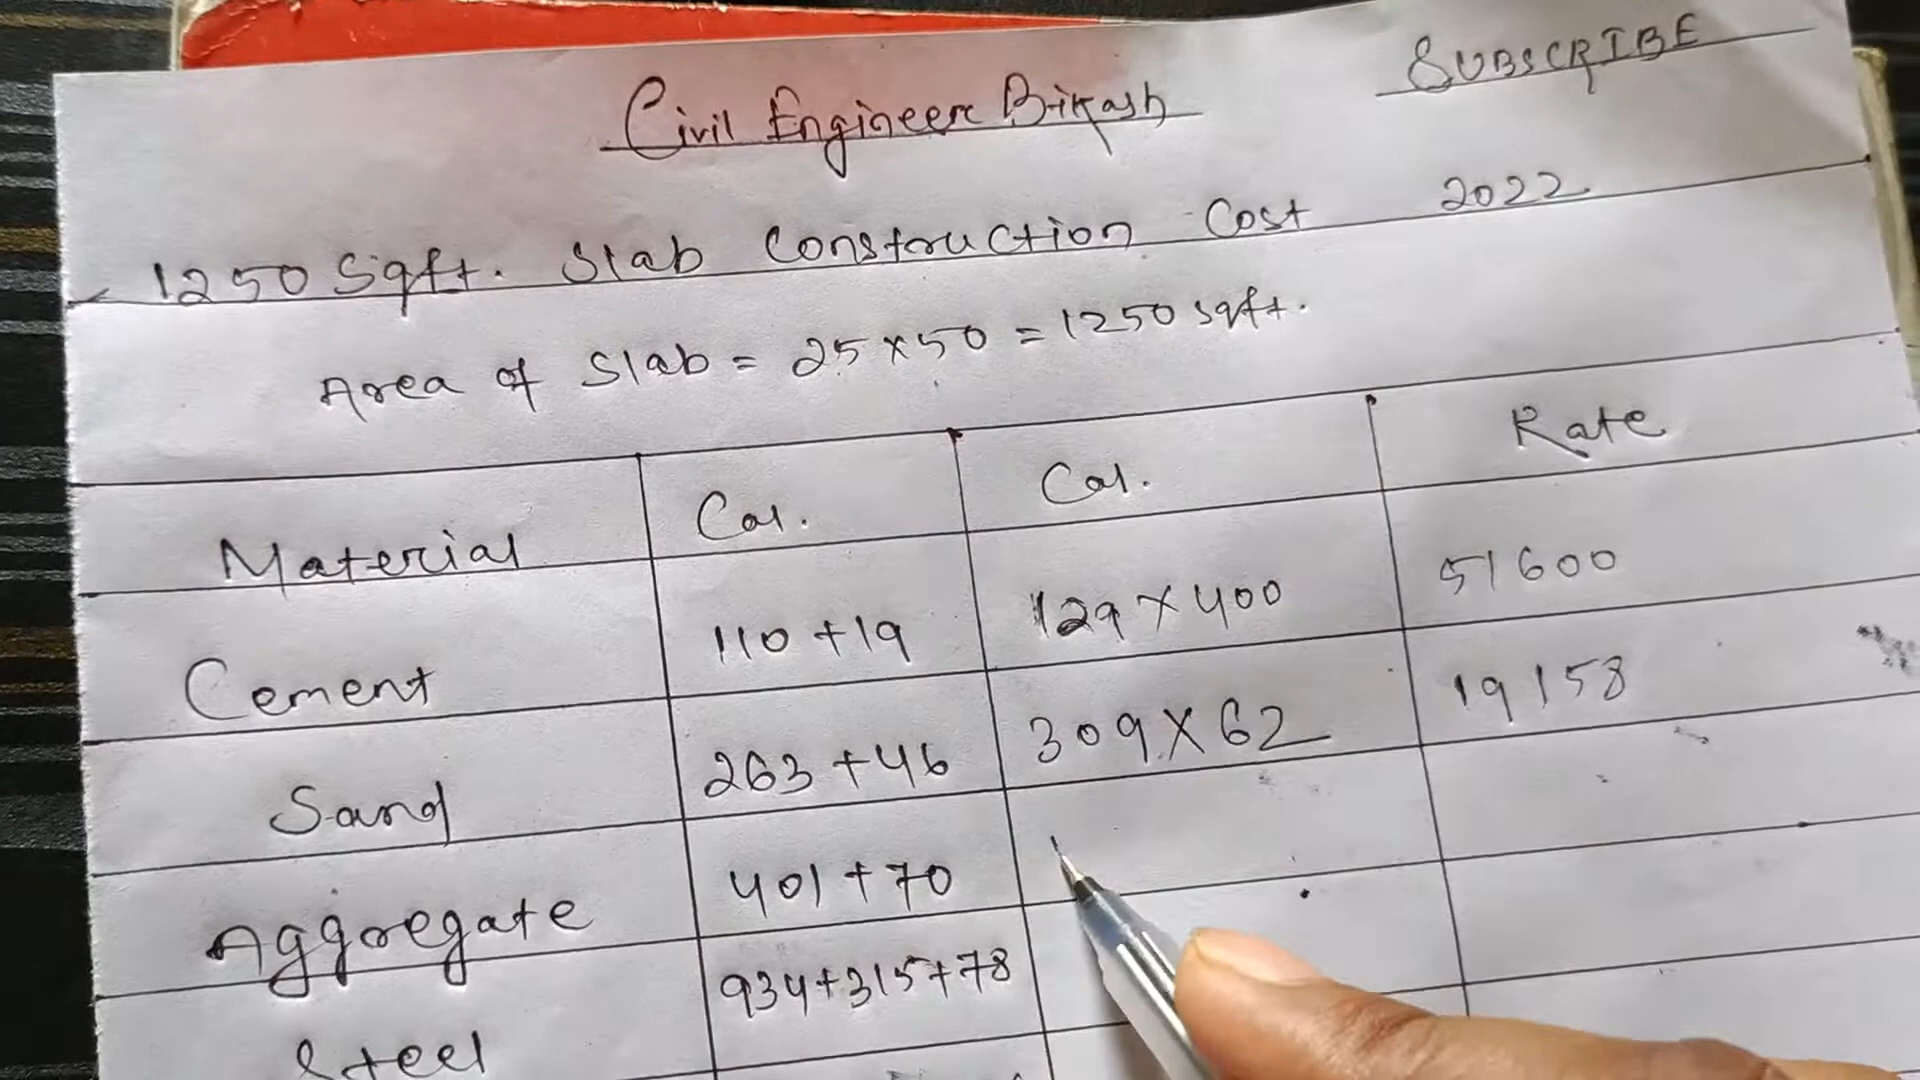 Civil Engineer Bikash
SUBSCRIBE
1250 Sqft. Slab Construction Cost 2022
Area of Slab = 25 x 50 = 1250 sqft.
Material Cal. Cal. Rate
Cement 110 + 19 129 X 400 51600
Sand 263 + 46 309 X 62 19158
Aggregate 401 + 70
Steel 934 + 315 + 78